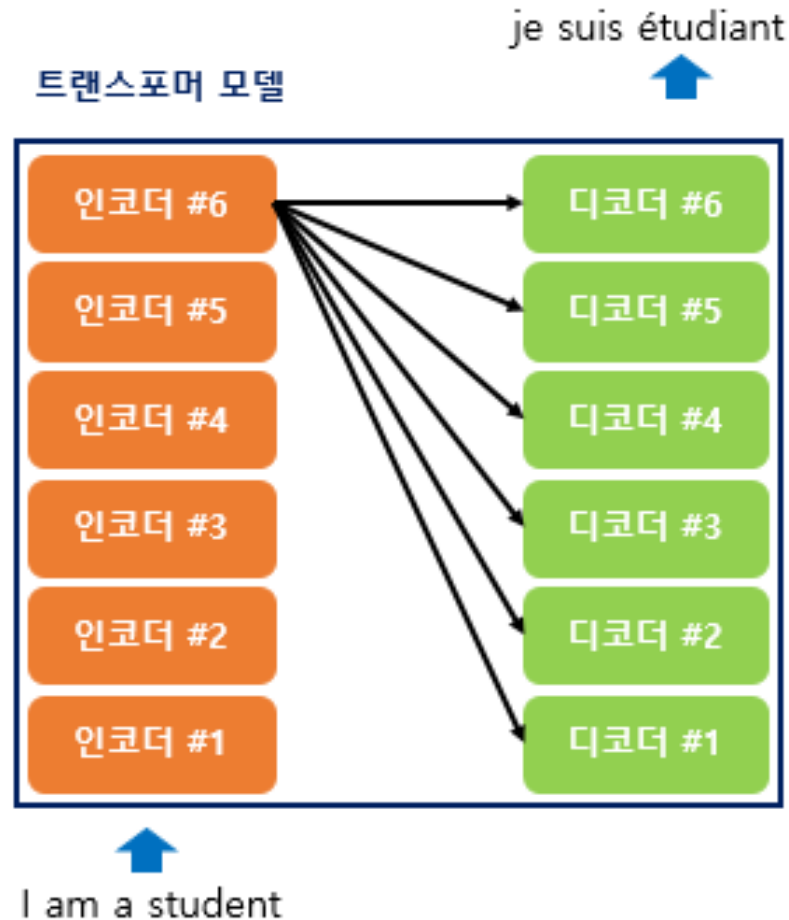 je suis étudiant
트랜스포머 모델
인코더 #6
디코더 #6
인코더 #5
디코더 #5
인코더 #4
디코더 #4
인코더 #3
디코더 #3
인코더 #2
디코더 #2
인코더 #1
디코더 #1
I am a student